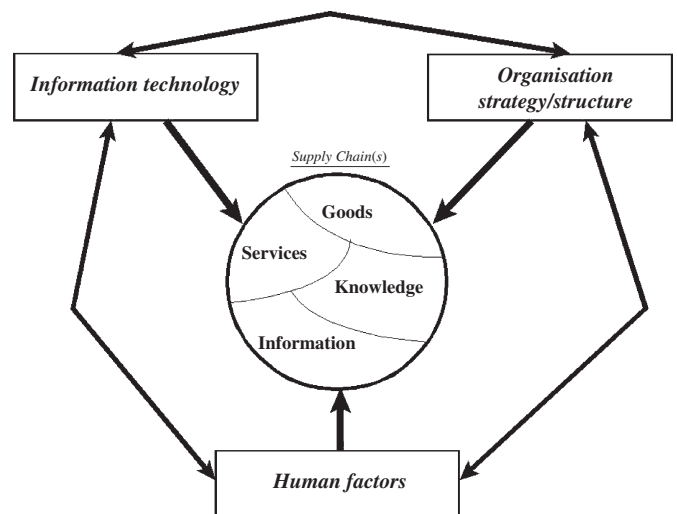 Information technology
Organisation
strategy/structure
Supply Chain(s)
Goods
Services
Knowledge
Information
Human factors